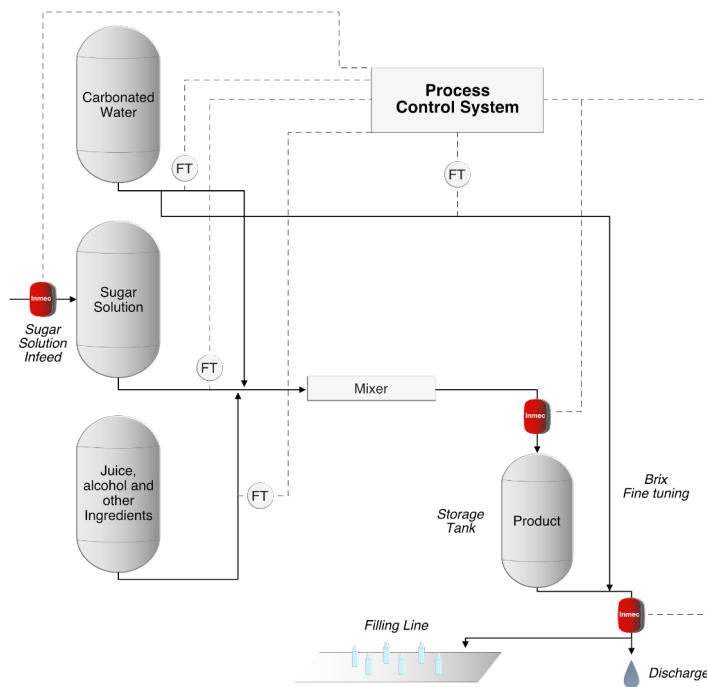 Carbonated
Water
Process
Control System
FT
FT
Inmec
Sugar
Solution
Sugar
Solution
Infeed
FT
Mixer
Inmec
Juice,
alcohol and
other
Ingredients
FT
Storage
Tank
Product
Brix
Fine tuning
Inmec
Filling Line
Discharge